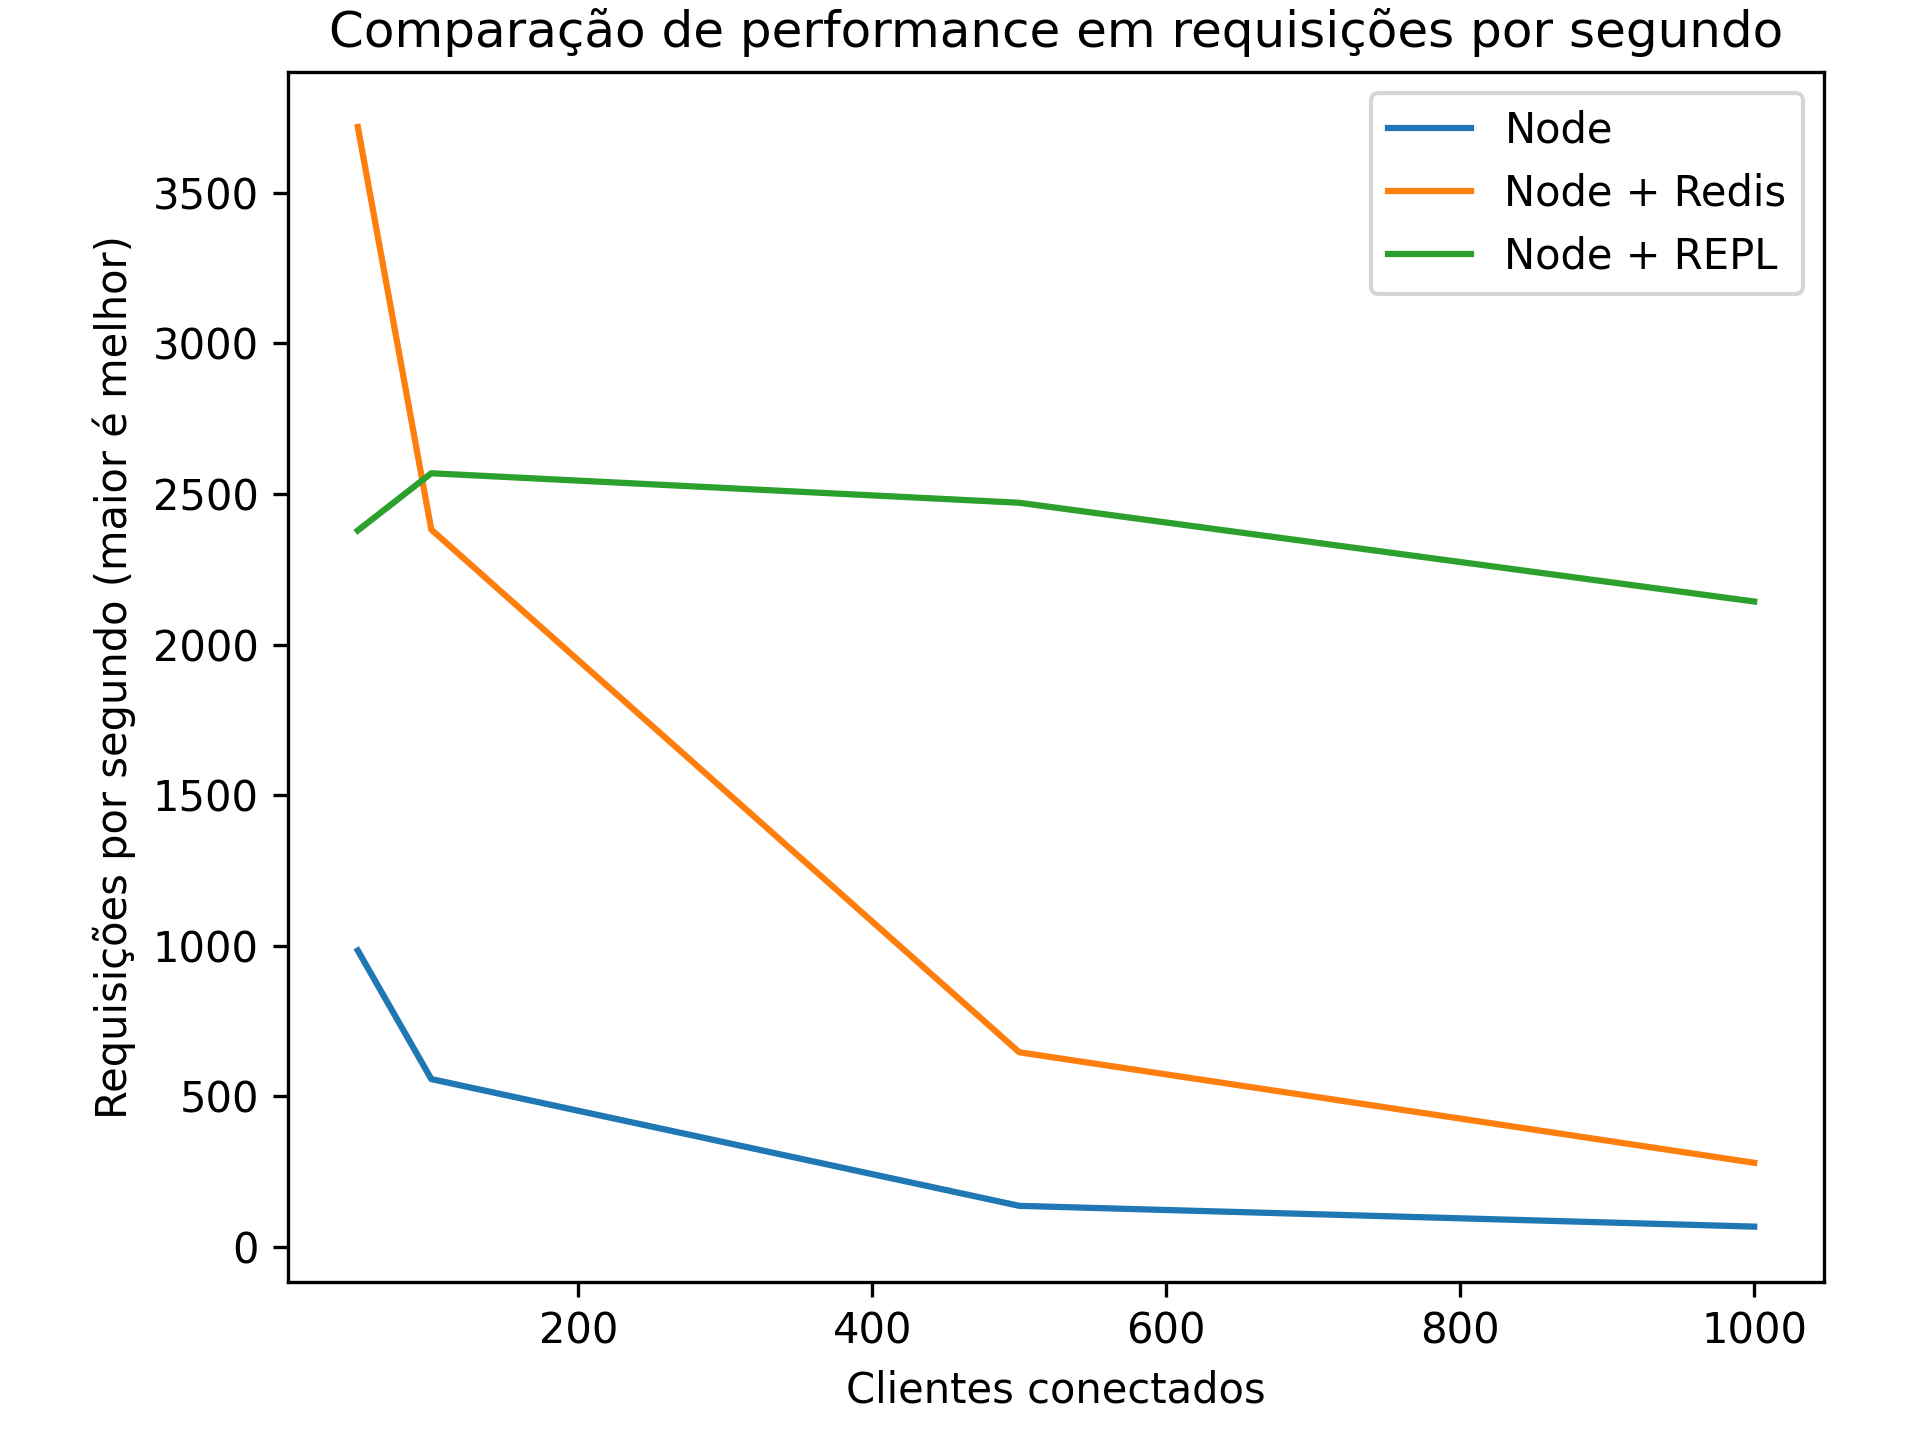 Comparação de performance em requisições por segundo
Node
Node + Redis
Node + REPL
Requisições por segundo (maior é melhor)
3500
3000
2500
2000
1500
1000
500
0
200 400 600 800 1000
Clientes conectados